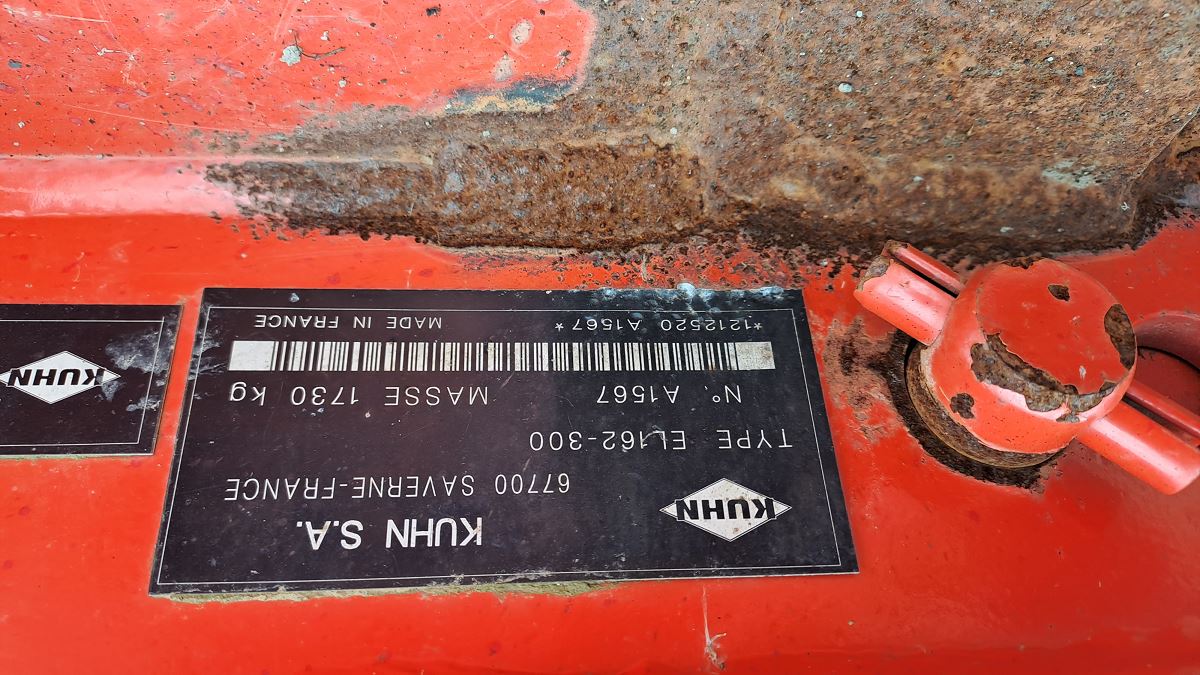 KUHN
KUHN S.A.
67700 SAVERNE-FRANCE
TYPE EL162-300
N°. A1567 MASSE 1730 kg
*1212520 A1567* MADE IN FRANCE
KUHN